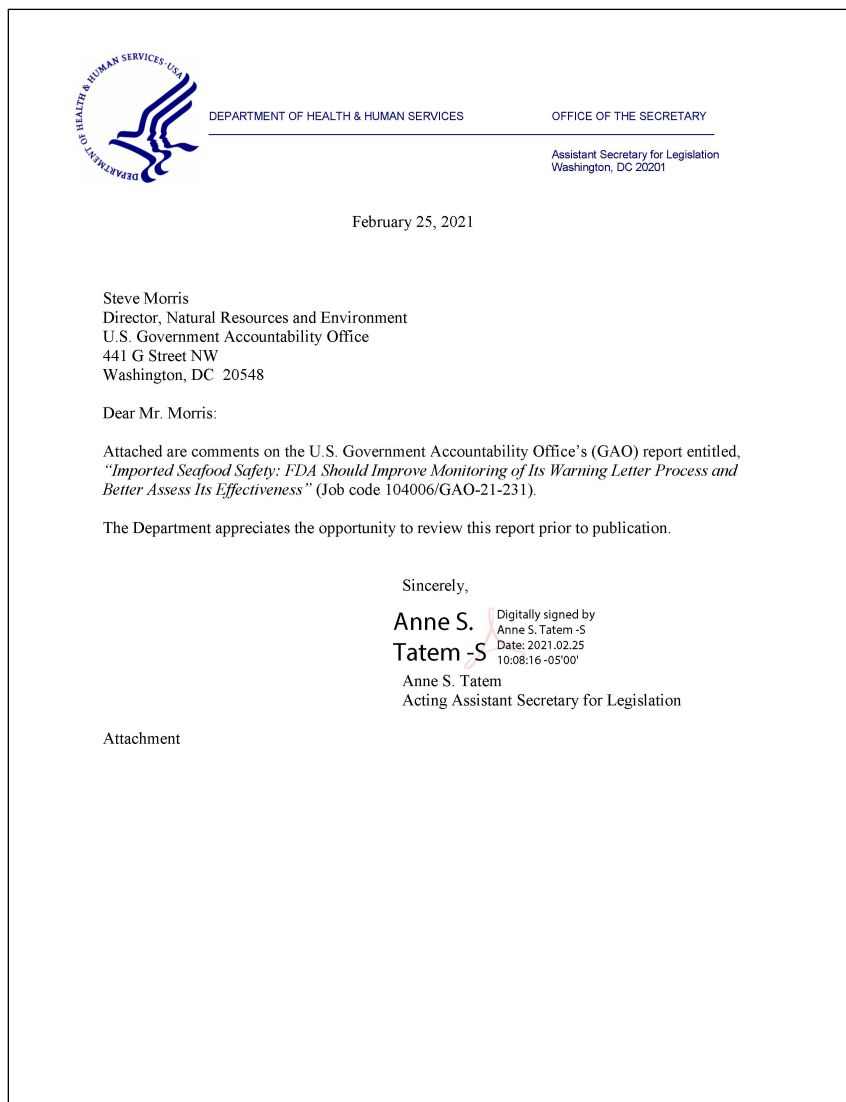 DEPARTMENT OF HEALTH & HUMAN SERVICES·USA
DEPARTMENT OF HEALTH & HUMAN SERVICES
OFFICE OF THE SECRETARY
Assistant Secretary for Legislation
Washington, DC 20201
February 25, 2021
Steve Morris
Director, Natural Resources and Environment
U.S. Government Accountability Office
441 G Street NW
Washington, DC  20548
Dear Mr. Morris:
Attached are comments on the U.S. Government Accountability Office’s (GAO) report entitled,
“Imported Seafood Safety: FDA Should Improve Monitoring of Its Warning Letter Process and
Better Assess Its Effectiveness” (Job code 104006/GAO-21-231).
The Department appreciates the opportunity to review this report prior to publication.
Sincerely,
Anne S.
Tatem -S
Digitally signed by
Anne S. Tatem -S
Date: 2021.02.25
10:08:16 -05'00'
Anne S. Tatem
Acting Assistant Secretary for Legislation
Attachment